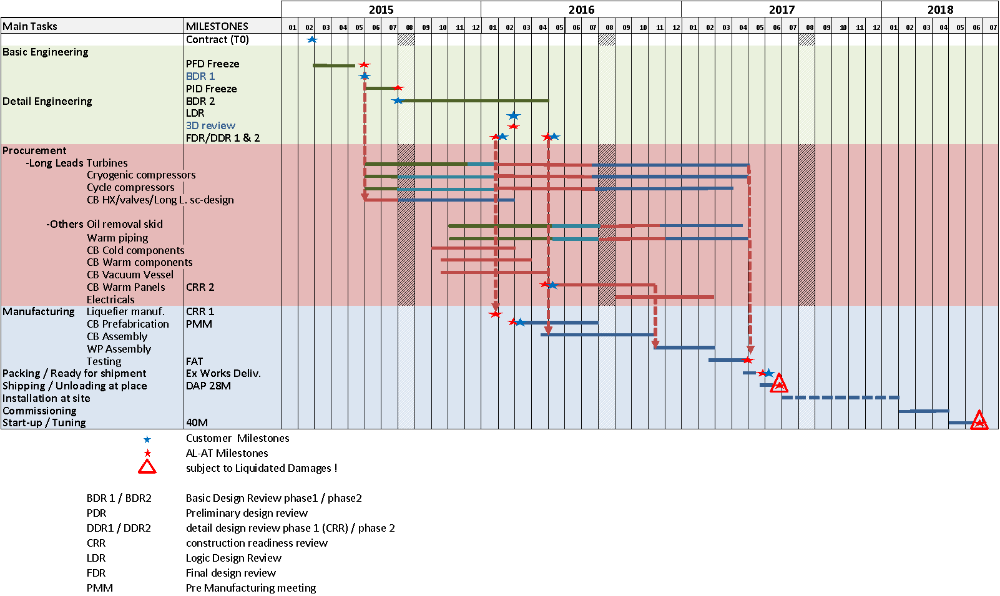 2015 2016 2017 2018
Main Tasks MILESTONES 01 02 03 04 05 06 07 08 09 10 11 12 01 02 03 04 05 06 07 08 09 10 11 12 01 02 03 04 05 06 07 08 09 10 11 12 01 02 03 04 05 06 07
Contract (T0)
Basic Engineering
PFD Freeze
BDR 1
PID Freeze
Detail Engineering BDR 2
LDR
3D review
FDR/DDR 1 & 2
Procurement
-Long Leads Turbines
Cryogenic compressors
Cycle compressors
CB HX/valves/Long L. sc-design
-Others Oil removal skid
Warm piping
CB Cold components
CB Warm components
CB Vacuum Vessel
CB Warm Panels CRR 2
Electricals
Manufacturing Liquefier manuf. CRR 1
CB Prefabrication PMM
CB Assembly
WP Assembly
Testing FAT
Packing / Ready for shipment Ex Works Deliv.
Shipping / Unloading at place DAP 28M
Installation at site
Commissioning
Start-up / Tuning 40M
Customer Milestones
AL-AT Milestones
subject to Liquidated Damages !
BDR 1 / BDR2 Basic Design Review phase1 / phase2
PDR Preliminary design review
DDR1 / DDR2 detail design review phase 1 (CRR) / phase 2
CRR construction readiness review
LDR Logic Design Review
FDR Final design review
PMM Pre Manufacturing meeting